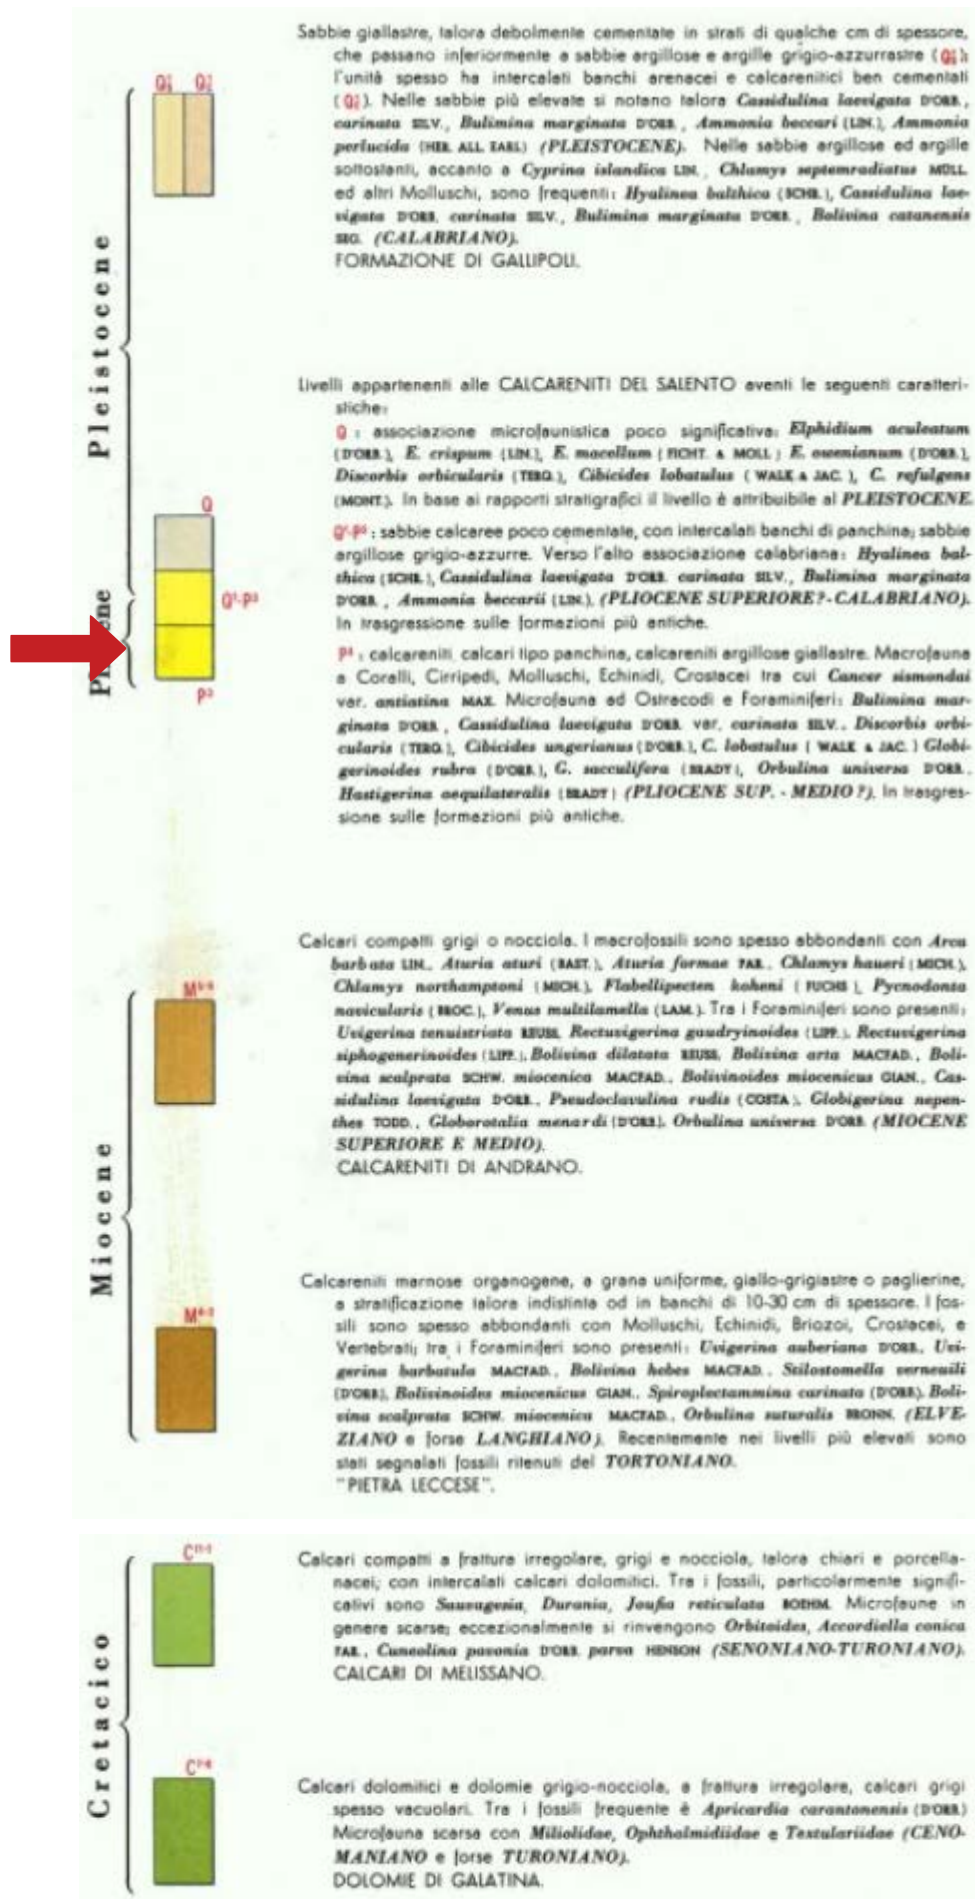 Sabbie giallastre, talora debolmente cementate in strati di qualche cm di spessore,
che passano inferiormente a sabbie argillose e argille grigio-azzurrastre (
l'unità spesso ha intercalati banchi arenacei e calcarenitici ben cementati
Nelle sabbie più elevate si notano talora Cassidulina laevigata D'ORB.,
carinata SILV., Bulimina marginata D'ORB., Ammonia beccari (LIN.), Ammonia
perlucida (HER. ALL. EARL) (PLEISTOCENE). Nelle sabbie argillose ed argille
sottostanti, accanto a Cyprina islandica LIN., Chlamys septemradiatus MÜLL.
ed altri Molluschi, sono frequenti: Hyalinea balthica (SCHR.), Cassidulina lae-
vigata D'ORB. carinata SILV., Bulimina marginata D'ORB., Bolivina catanensis
SEG. (CALABRIANO).
FORMAZIONE DI GALLIPOLI.
Pleistocene
Livelli appartenenti alle CALCARENITI DEL SALENTO aventi le seguenti caratteri-
stiche:
Q : associazione microfaunistica poco significativa: Elphidium aculeatum
(D'ORB.), E. crispum (LIN.), E. macellum (FICHT. & MOLL) E. owenianum (D'ORB.),
Discorbis orbicularis (TERQ.), Cibicides lobatulus (WALK & JAC.), C. refulgens
(MONT.). In base ai rapporti stratigrafici il livello è attribuibile al PLEISTOCENE.
Q
Q¹-P³ : sabbie calcaree poco cementate, con intercalati banchi di panchina; sabbie
argillose grigio-azzurre. Verso l'alto associazione calabriana: Hyalinea bal-
thica (SCHR.), Cassidulina laevigata D'ORB. carinata SILV., Bulimina marginata
D'ORB., Ammonia beccarii (LIN.), (PLIOCENE SUPERIORE?-CALABRIANO).
In trasgressione sulle formazioni più antiche.
Q¹-P³
P³ : calcareniti, calcari tipo panchina, calcareniti argillose giallastre. Macrofauna
a Coralli, Cirripedi, Molluschi, Echinidi, Crostacei tra cui Cancer sismondai
var. antiatina MAX. Microfauna ad Ostracodi e Foraminiferi: Bulimina mar-
ginata D'ORB., Cassidulina laevigata D'ORB. var. carinata SILV., Discorbis orbi-
cularis (TERQ.), Cibicides ungerianus (D'ORB.), C. lobatulus (WALK & JAC.) Globi-
gerinoides rubra (D'ORB.), G. sacculifera (BRADY), Orbulina universa D'ORB.,
Hastigerina aequilateralis (BRADY) (PLIOCENE SUP. - MEDIO ?). In trasgres-
sione sulle formazioni più antiche.
P³
Calcari compatti grigi o nocciola. I macrofossili sono spesso abbondanti con Arca
barbata LIN., Aturia aturi (BAST.), Aturia formae PAR., Chlamys haueri (MICH.),
Chlamys northamptoni (MICH.), Flabellipecten koheni (FUCHS), Pycnodonta
navicularis (BROC.), Venus multilamella (LAM.). Tra i Foraminiferi sono presenti:
Uvigerina tenuistriata REUSS, Rectuvigerina gaudryinoides (LIPP.), Rectuvigerina
siphogenerinoides (LIPP.), Bolivina dilatata REUSS, Bolivina arta MACFAD., Boli-
vina scalprata SCHW. miocenica MACFAD., Bolivinoides miocenicus GIAN., Cas-
sidulina laevigata D'ORB., Pseudoclavulina rudis (COSTA), Globigerina nepen-
thes TODD., Globorotalia menardi (D'ORB.), Orbulina universa D'ORB. (MIOCENE
SUPERIORE E MEDIO).
CALCARENITI DI ANDRANO.
Miocene
Calcareniti marnose organogene, a grana uniforme, giallo-grigiastre o paglierine,
a stratificazione talora indistinta od in banchi di 10-30 cm di spessore. I fos-
sili sono spesso abbondanti con Molluschi, Echinidi, Briozoi, Crostacei, e
Vertebrati; tra i Foraminiferi sono presenti: Uvigerina auberiana D'ORB., Uvi-
gerina barbatula MACFAD., Bolivina hebes MACFAD., Stilostomella verneuili
(D'ORB.), Bolivinoides miocenicus GIAN., Spiroplectammina carinata (D'ORB.), Boli-
vina scalprata SCHW. miocenica MACFAD., Orbulina suturalis BRONN. (ELVE-
ZIANO e forse LANGHIANO). Recentemente nei livelli più elevati sono
stati segnalati fossili ritenuti del TORTONIANO.
"PIETRA LECCESE".
Calcari compatti a frattura irregolare, grigi e nocciola, talora chiari e porcella-
nacei; con intercalati calcari dolomitici. Tra i fossili, particolarmente signifi-
cativi sono Sauvagesia, Durania, Joufia reticulata BOEHM. Microfaune in
genere scarse; eccezionalmente si rinvengono Orbitoides, Accordiella conica
FAR., Cuneolina pavonia D'ORB. parva HENSON (SENONIANO-TURONIANO).
CALCARI DI MELISSANO.
Cretacico
Calcari dolomitici e dolomie grigio-nocciola, a frattura irregolare, calcari grigi
spesso vacuolari. Tra i fossili frequente è Apricardia carantonensis (D'ORB.)
Microfauna scarsa con Miliolidae, Ophthalmidiidae e Textulariidae (CENO-
MANIANO e forse TURONIANO).
DOLOMIE DI GALATINA.